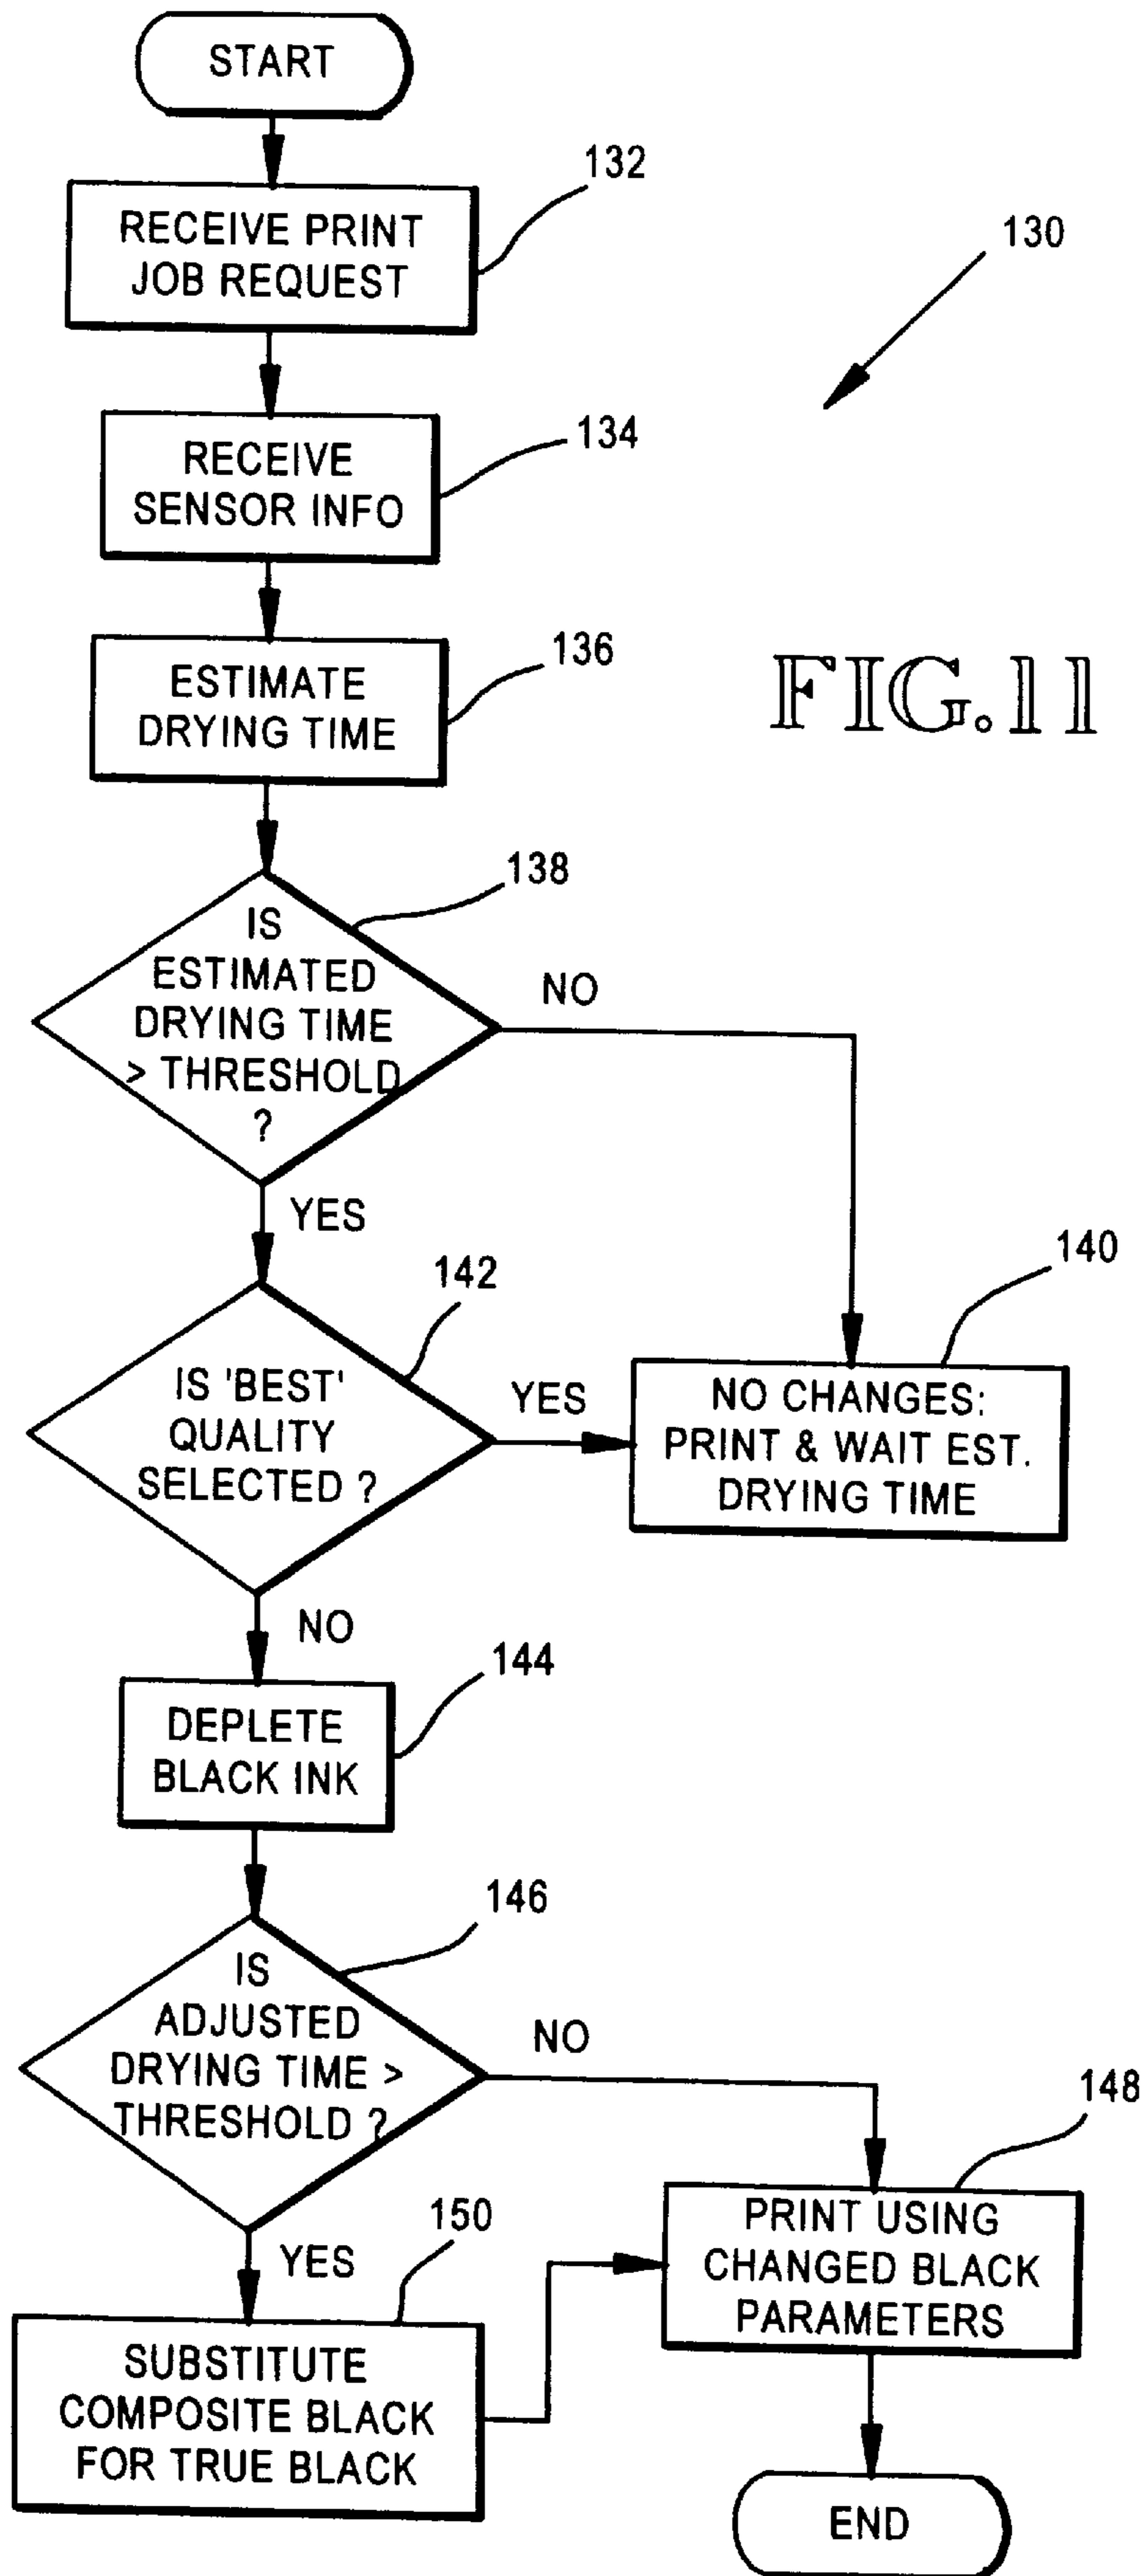 START
132
RECEIVE PRINT
JOB REQUEST
130
134
RECEIVE
SENSOR INFO
136
ESTIMATE
DRYING TIME
FIG.11
138
IS
ESTIMATED
DRYING TIME
> THRESHOLD
?
NO
YES
142
140
IS 'BEST'
QUALITY
SELECTED ?
YES
NO CHANGES:
PRINT & WAIT EST.
DRYING TIME
NO
144
DEPLETE
BLACK INK
146
IS
ADJUSTED
DRYING TIME >
THRESHOLD ?
NO
148
YES
150
PRINT USING
CHANGED BLACK
PARAMETERS
SUBSTITUTE
COMPOSITE BLACK
FOR TRUE BLACK
END